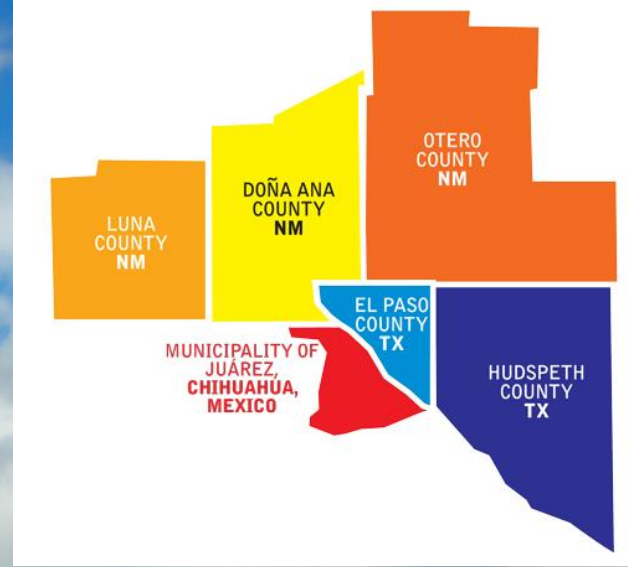 OTERO
COUNTY
NM
DOÑA ANA
COUNTY
NM
LUNA
COUNTY
NM
EL PASO
COUNTY
TX
MUNICIPALITY OF
JUÁREZ,
CHIHUAHUA,
MEXICO
HUDSPETH
COUNTY
TX